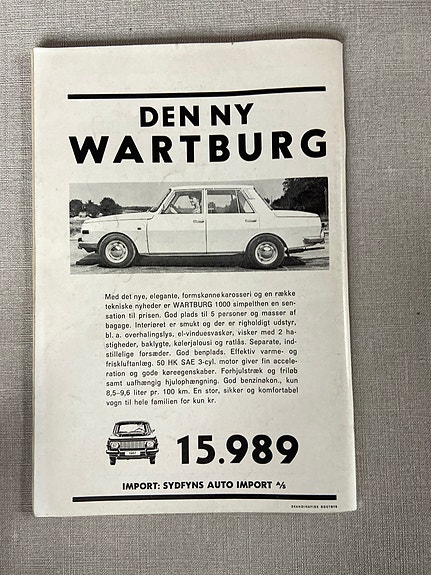 DEN NY
WARTBURG
Med det nye, elegante, formskønne karosseri og en række
tekniske nyheder er WARTBURG 1000 simpelthen en sen-
sation til prisen. God plads til 5 personer og masser af
bagage. Interiøret er smukt og der er righoldigt udstyr,
bl. a. overhalingslys, el-vinduesvasker, visker med 2 ha-
stigheder, baklygte, kølerjalousi og ratlås. Separate, ind-
stillelige forsæder. God benplads. Effektiv varme- og
friskluftanlæg. 50 HK SAE 3-cyl. motor giver fin accele-
ration og gode køreegenskaber. Forhjulstræk og friløb
samt uafhængig hjulophængning. God benzinøkon., kun
8,5–9,6 liter pr. 100 km. En stor, sikker og komfortabel
vogn til hele familien for kun kr.
15.989
IMPORT: SYDFYNS AUTO IMPORT A/S
SKANDINAVISK BOGTRYK